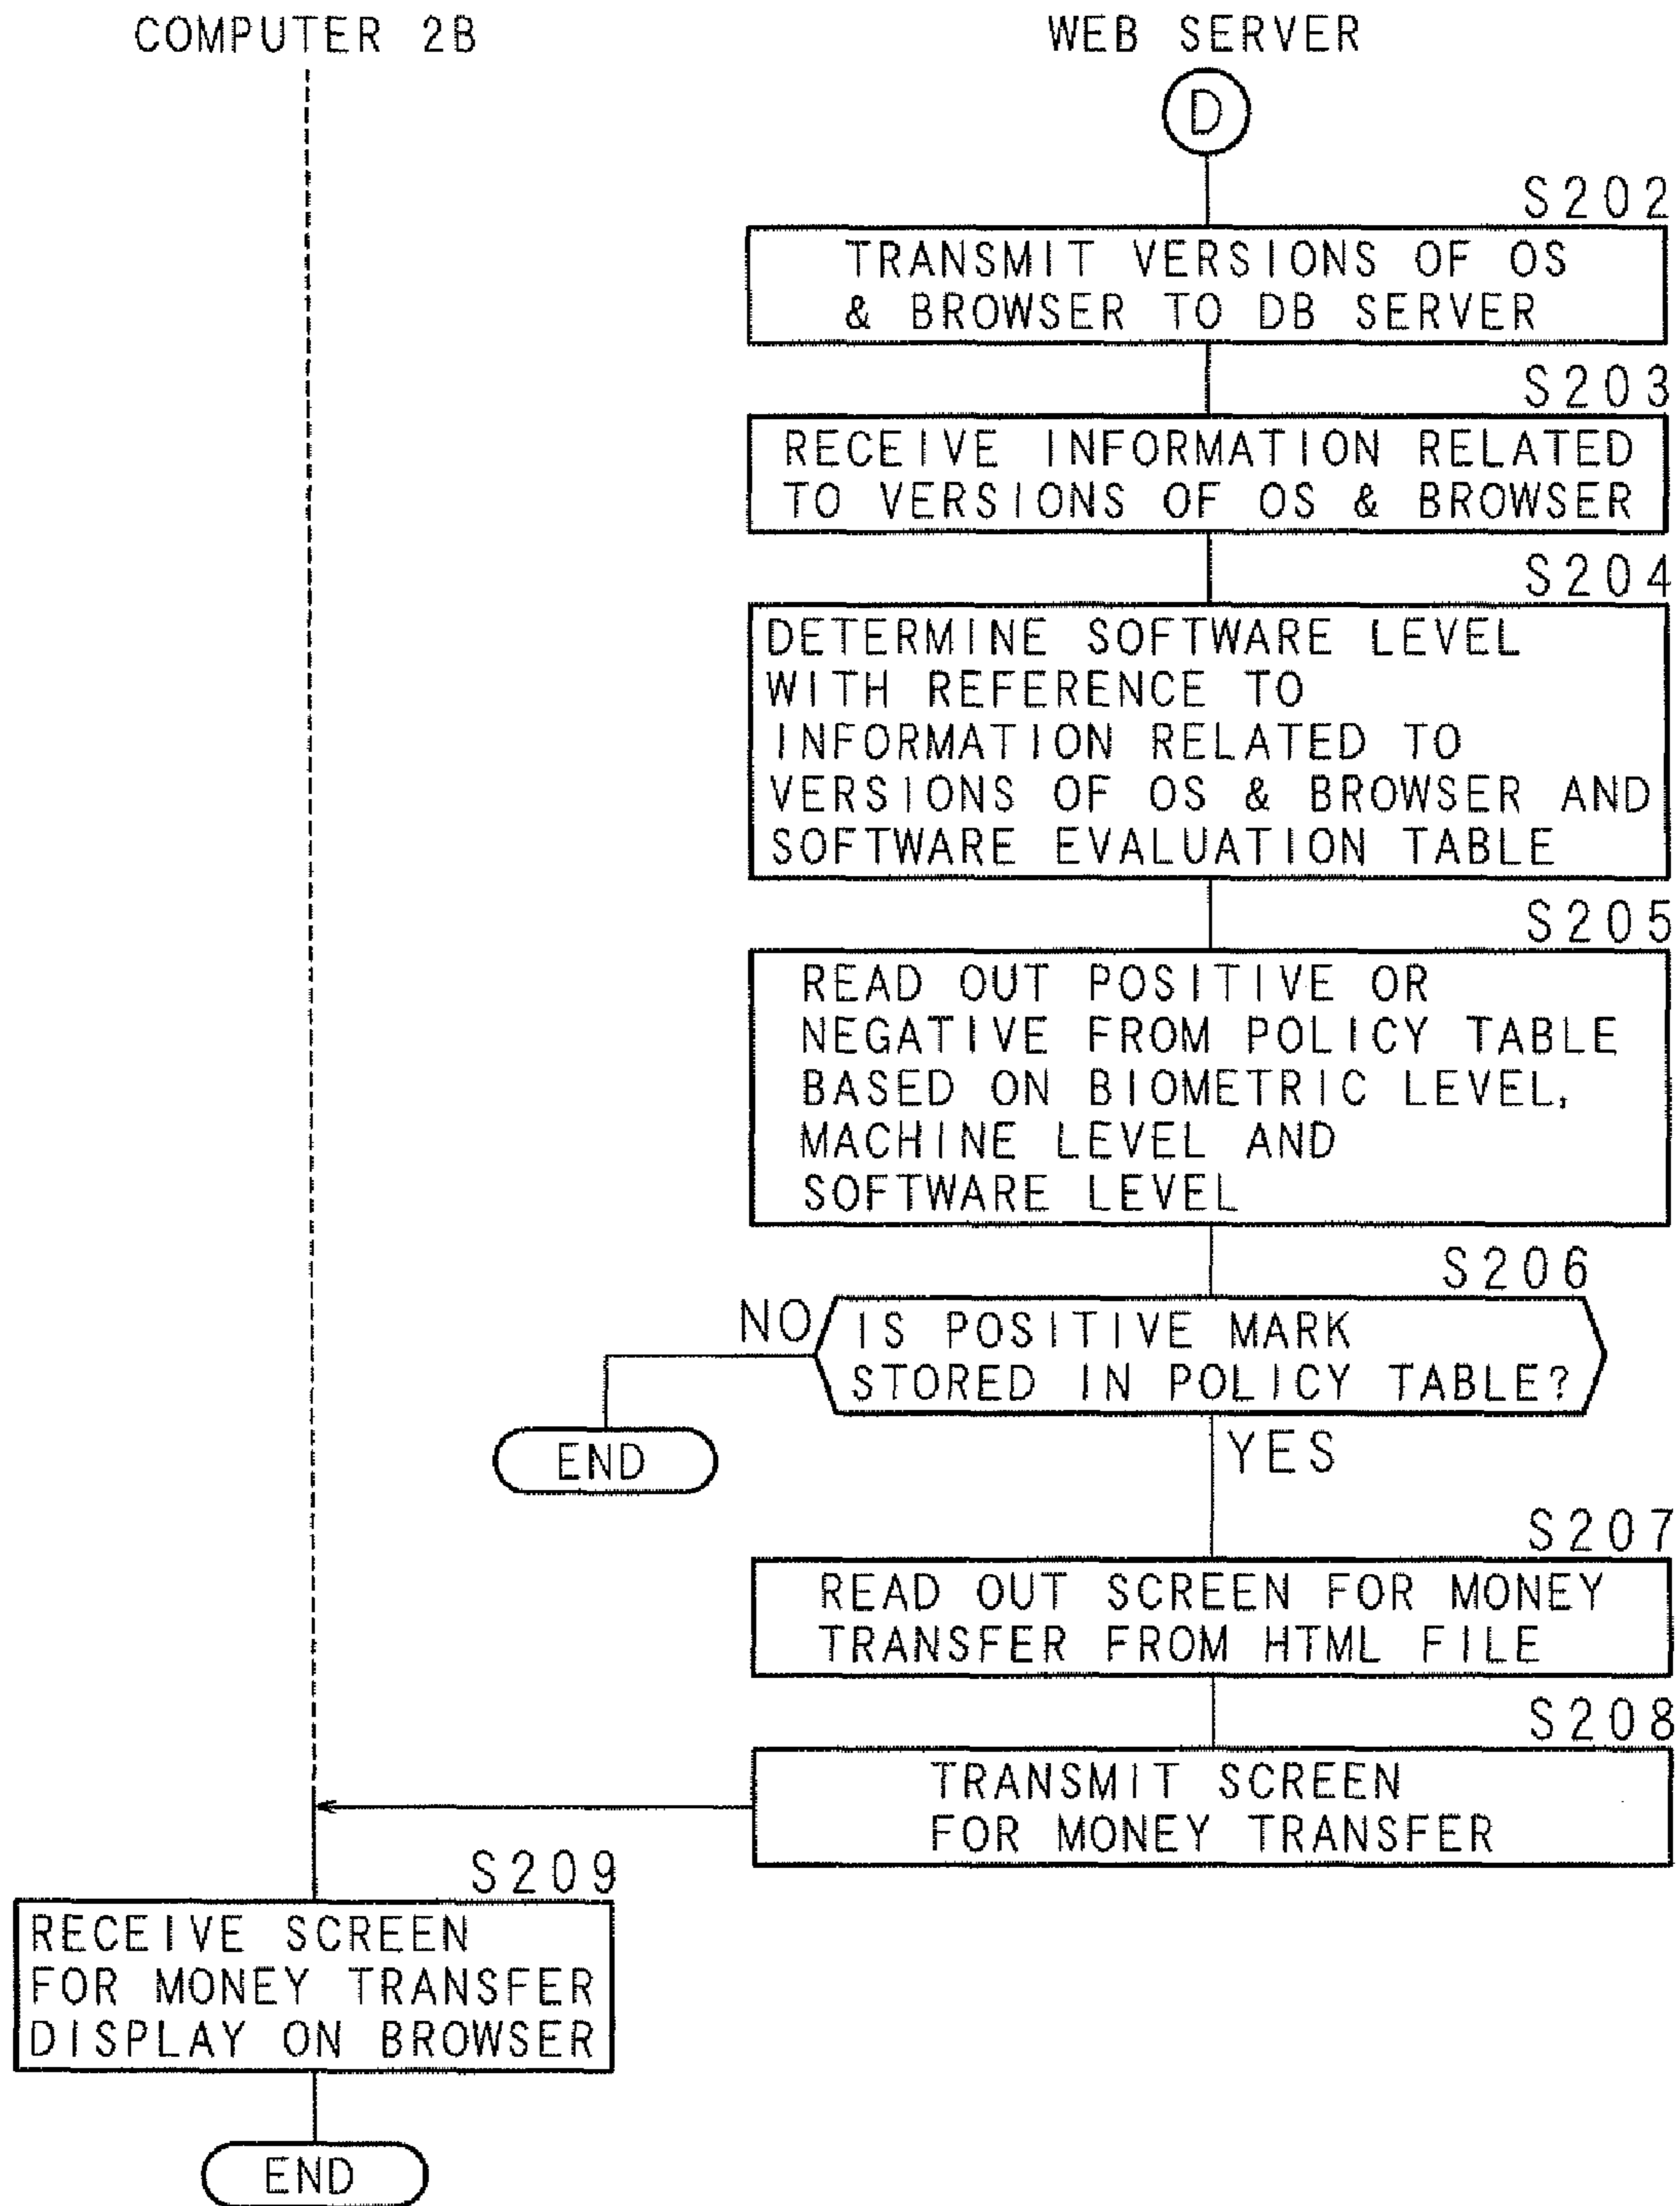 COMPUTER 2B
WEB SERVER
D
S202
TRANSMIT VERSIONS OF OS
& BROWSER TO DB SERVER
S203
RECEIVE INFORMATION RELATED
TO VERSIONS OF OS & BROWSER
S204
DETERMINE SOFTWARE LEVEL
WITH REFERENCE TO
INFORMATION RELATED TO
VERSIONS OF OS & BROWSER AND
SOFTWARE EVALUATION TABLE
S205
READ OUT POSITIVE OR
NEGATIVE FROM POLICY TABLE
BASED ON BIOMETRIC LEVEL,
MACHINE LEVEL AND
SOFTWARE LEVEL
S206
NO
IS POSITIVE MARK
STORED IN POLICY TABLE?
END
YES
S207
READ OUT SCREEN FOR MONEY
TRANSFER FROM HTML FILE
S208
TRANSMIT SCREEN
FOR MONEY TRANSFER
S209
RECEIVE SCREEN
FOR MONEY TRANSFER
DISPLAY ON BROWSER
END